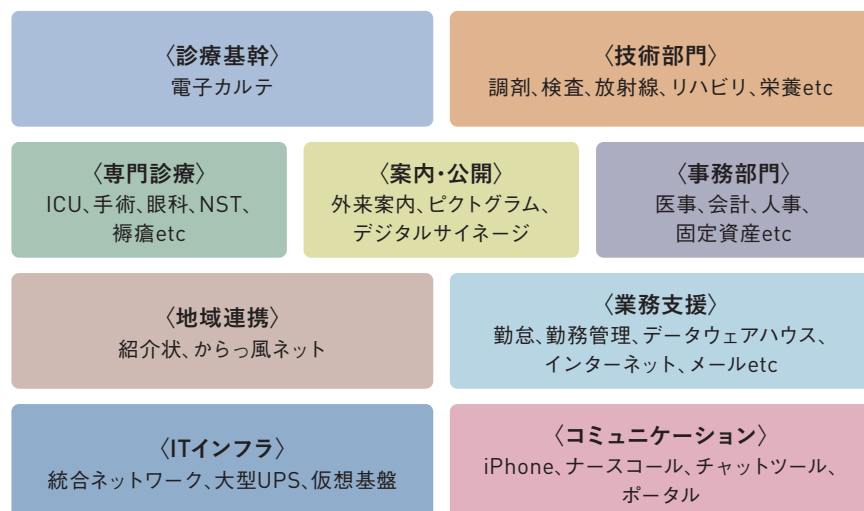 〈診療基幹〉
電子カルテ
〈技術部門〉
調剤、検査、放射線、リハビリ、栄養etc
〈専門診療〉
ICU、手術、眼科、NST、
褥瘡etc
〈案内・公開〉
外来案内、ピクトグラム、
デジタルサイネージ
〈事務部門〉
医事、会計、人事、
固定資産etc
〈地域連携〉
紹介状、からっ風ネット
〈業務支援〉
勤怠、勤務管理、データウェアハウス、
インターネット、メールetc
〈ITインフラ〉
統合ネットワーク、大型UPS、仮想基盤
〈コミュニケーション〉
iPhone、ナースコール、チャットツール、
ポータル